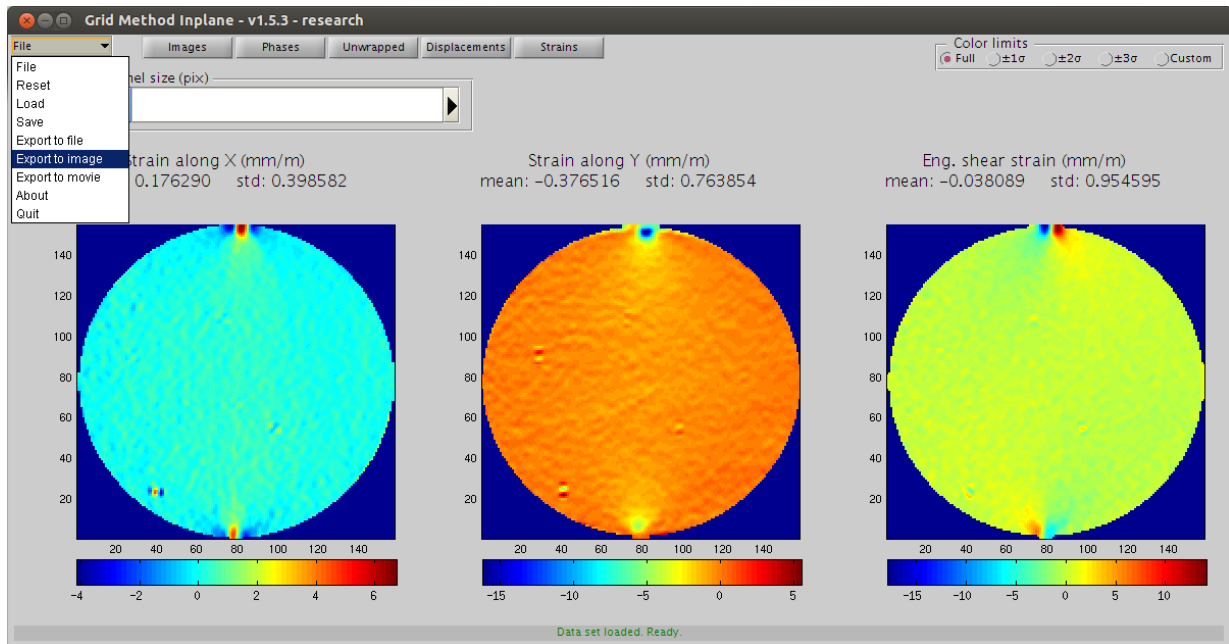 Grid Method Inplane - v1.5.3 - research
File
Images
Phases
Unwrapped
Displacements
Strains
Color limits
Full
±1σ
±2σ
±3σ
Custom
File
Reset
Load
Save
Export to file
Export to image
Export to movie
About
Quit
nel size (pix)
Strain along X (mm/m)
0.176290 std: 0.398582
Strain along Y (mm/m)
mean: -0.376516 std: 0.763854
Eng. shear strain (mm/m)
mean: -0.038089 std: 0.954595
140
120
100
80
60
40
20
20 40 60 80 100 120 140
-4 -2 0 2 4 6
140
120
100
80
60
40
20
20 40 60 80 100 120 140
-15 -10 -5 0 5
140
120
100
80
60
40
20
20 40 60 80 100 120 140
-15 -10 -5 0 5 10
Data set loaded. Ready.